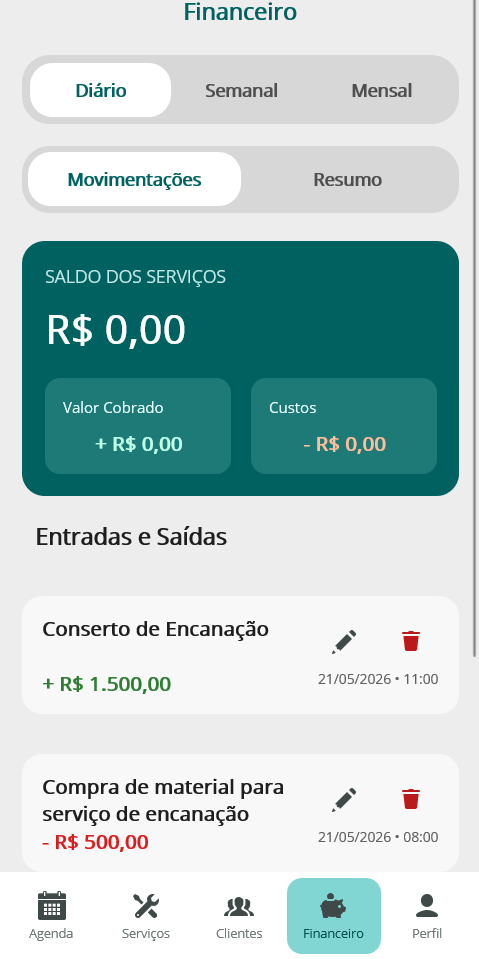 Financeiro
Diário Semanal Mensal
Movimentações Resumo
SALDO DOS SERVIÇOS
R$ 0,00
Valor Cobrado Custos
+ R$ 0,00 - R$ 0,00
Entradas e Saídas
Conserto de Encanação
+ R$ 1.500,00 21/05/2026 • 11:00
Compra de material para
serviço de encanação
- R$ 500,00 21/05/2026 • 08:00
Agenda Serviços Clientes Financeiro Perfil